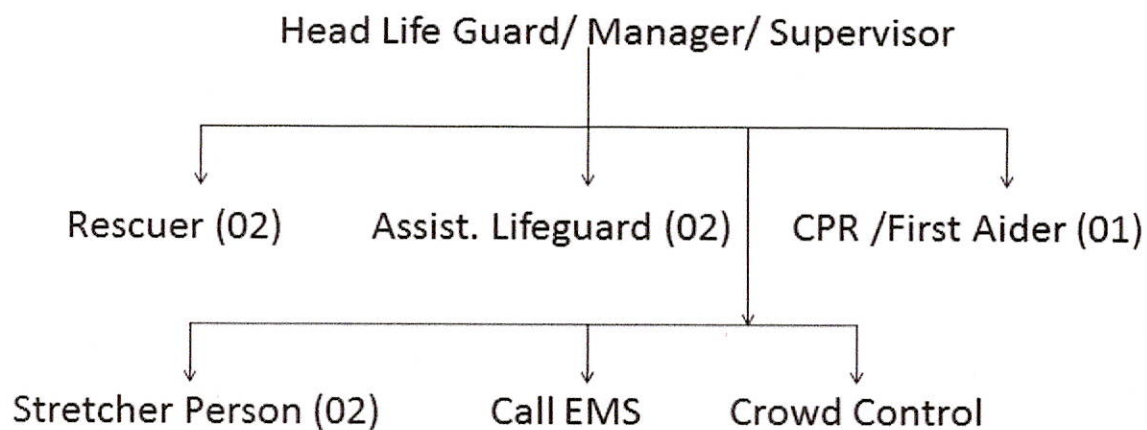 Head Life Guard/ Manager/ Supervisor
Rescuer (02) Assist. Lifeguard (02) CPR /First Aider (01)
Stretcher Person (02) Call EMS Crowd Control